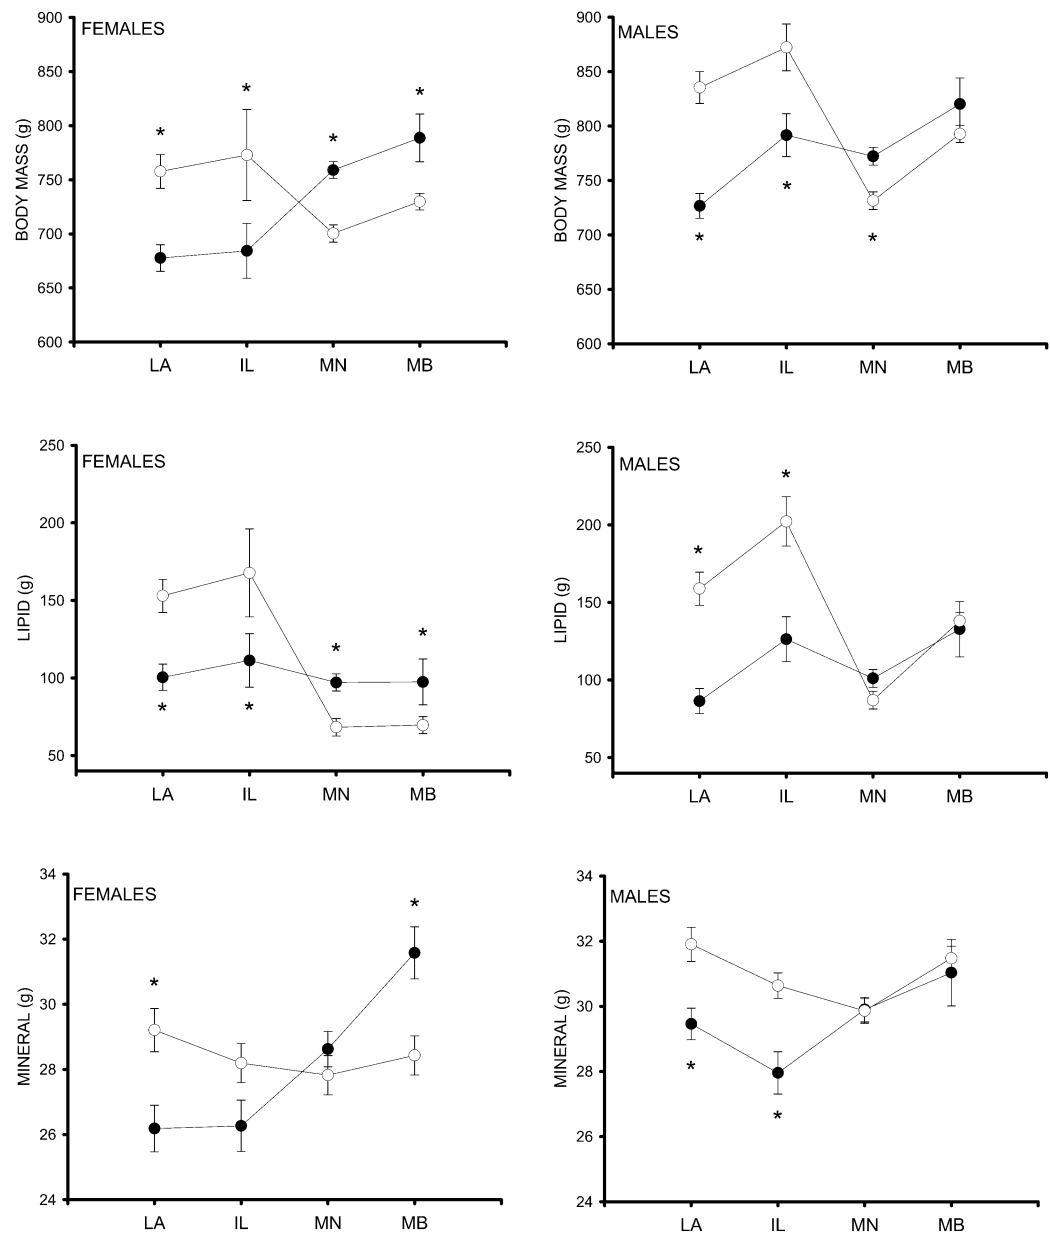 FEMALES
BODY MASS (g)
900
850
800
750
700
650
600
* * * *
LA IL MN MB
MALES
BODY MASS (g)
900
850
800
750
700
650
600
* * *
LA IL MN MB
FEMALES
LIPID (g)
250
200
150
100
50
* * * *
LA IL MN MB
MALES
LIPID (g)
250
200
150
100
50
* *
LA IL MN MB
FEMALES
MINERAL (g)
34
32
30
28
26
24
* *
LA IL MN MB
MALES
MINERAL (g)
34
32
30
28
26
24
* *
LA IL MN MB